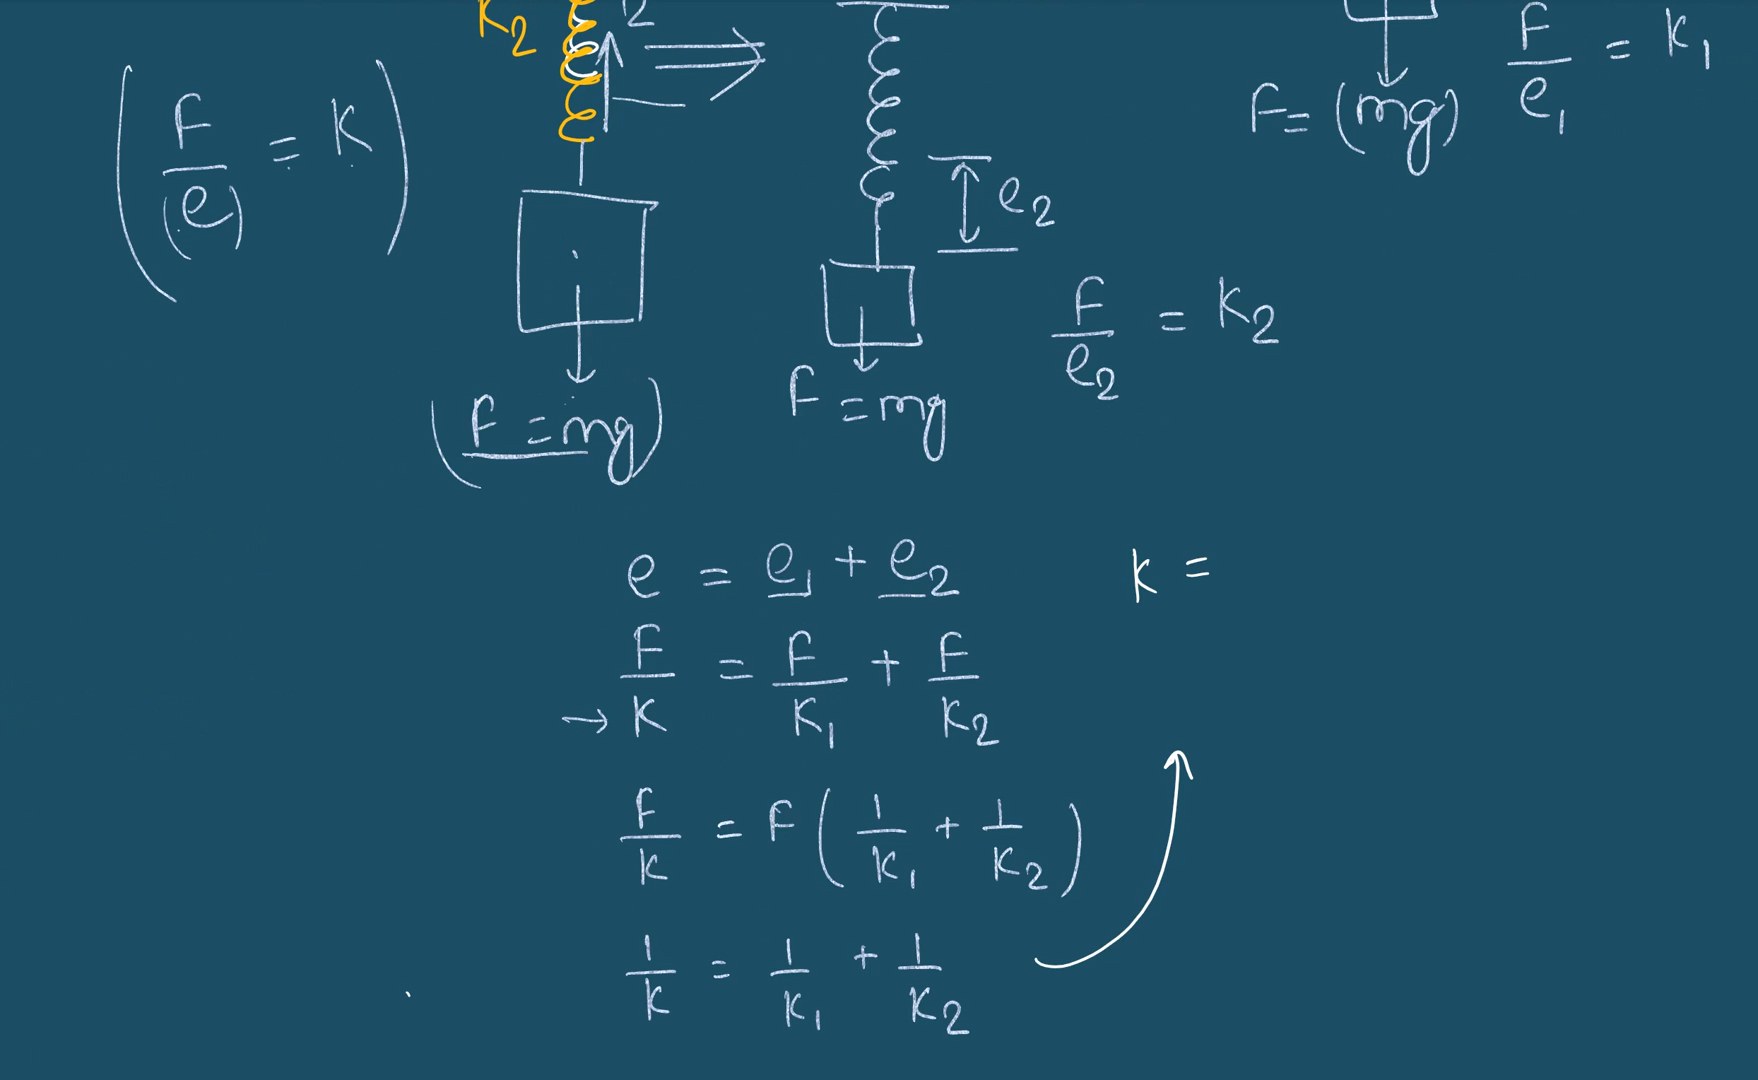 K₂
2
F/e₁ = K₁
F= (mg)
(F/(e) = K)
e₂
F/e₂ = K₂
F = mg
(F = mg)
e = e₁ + e₂
K =
F/K = F/K₁ + F/K₂
→
F/K = F (1/K₁ + 1/K₂)
1/K = 1/K₁ + 1/K₂